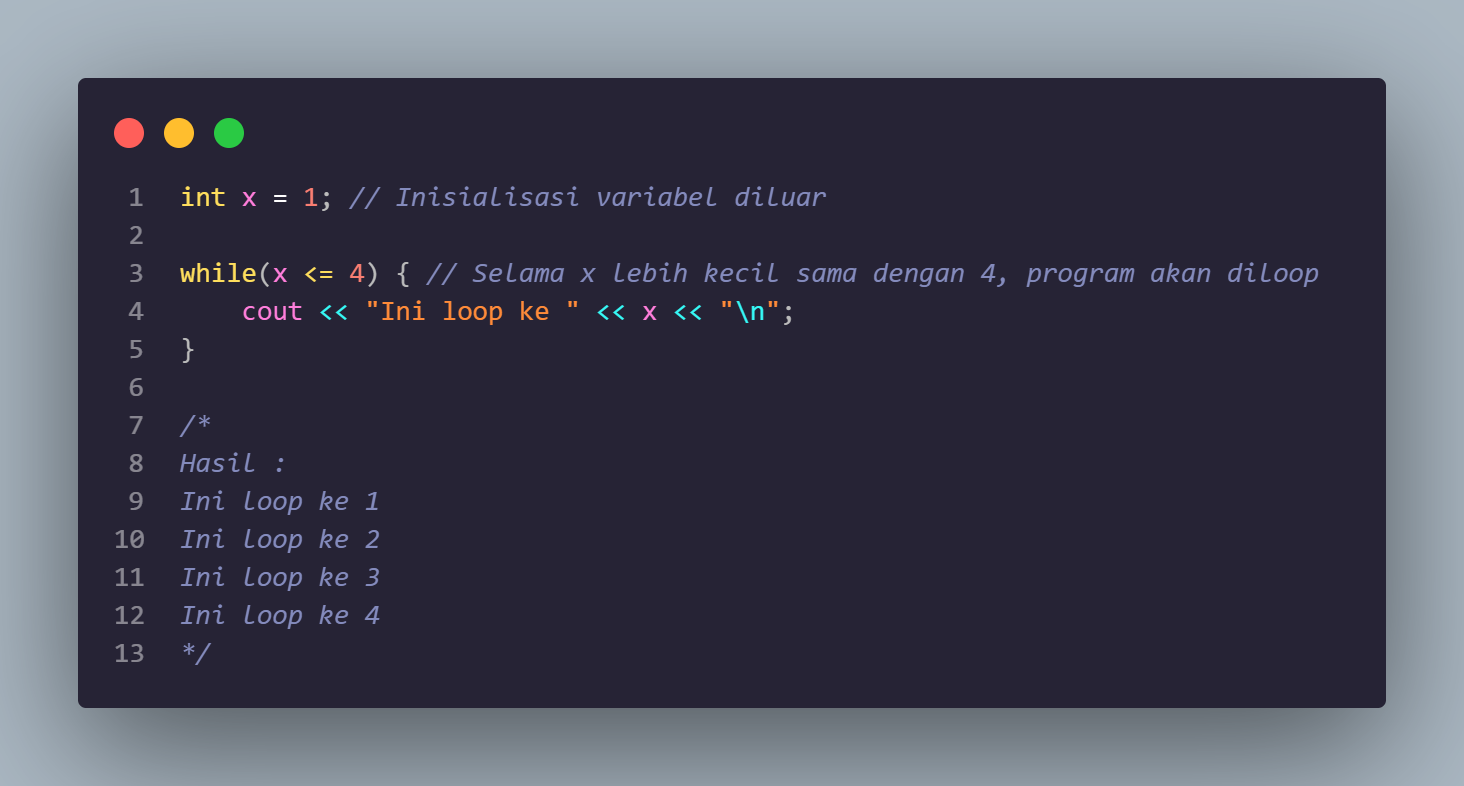 1 int x = 1; // Inisialisasi variabel diluar
2
3 while(x <= 4) { // Selama x lebih kecil sama dengan 4, program akan diloop
4     cout << "Ini loop ke " << x << "\n";
5 }
6
7 /*
8 Hasil :
9 Ini loop ke 1
10 Ini loop ke 2
11 Ini loop ke 3
12 Ini loop ke 4
13 */